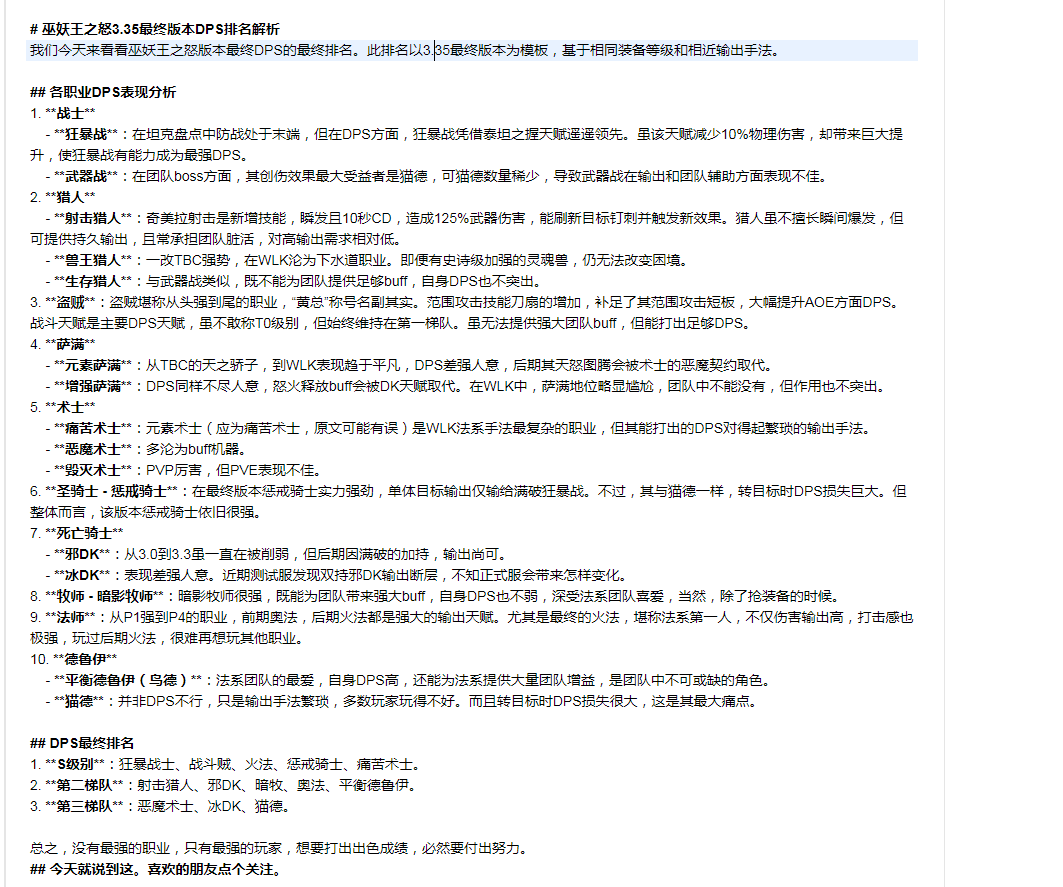 # 巫妖王之怒3.35最终版本DPS排名解析
我们今天来看看巫妖王之怒版本最终DPS的最终排名。此排名以3.35最终版本为模板，基于相同装备等级和相近输出手法。
## 各职业DPS表现分析
1. **战士**
- **狂暴战**：在坦克盘点中防战处于末端，但在DPS方面，狂暴战凭借泰坦之握天赋遥遥领先。虽该天赋减少10%物理伤害，却带来巨大提
升，使狂暴战有能力成为最强DPS。
- **武器战**：在团队boss方面，其创伤效果最大受益者是猫德，可猫德数量稀少，导致武器战在输出和团队辅助方面表现不佳。
2. **猎人**
- **射击猎人**：奇美拉射击是新增技能，瞬发且10秒CD，造成125%武器伤害，能刷新目标钉刺并触发新效果。猎人虽不擅长瞬间爆发，但
可提供持久输出，且常承担团队脏活，对高输出需求相对低。
- **兽王猎人**：一改TBC强势，在WLK沦为下水道职业。即便有史诗级加强的灵魂兽，仍无法改变困境。
- **生存猎人**：与武器战类似，既不能为团队提供足够buff，自身DPS也不突出。
3. **盗贼**：盗贼堪称从头强到尾的职业，“黄总”称号名副其实。范围攻击技能刀扇的增加，补足了其范围攻击短板，大幅提升AOE方面DPS。
战斗天赋是主要DPS天赋，虽不敢称T0级别，但始终维持在第一梯队。虽无法提供强大团队buff，但能打出足够DPS。
4. **萨满**
- **元素萨满**：从TBC的天之骄子，到WLK表现趋于平凡，DPS差强人意，后期其天怒图腾会被术士的恶魔契约取代。
- **增强萨满**：DPS同样不尽人意，怒火释放buff会被DK天赋取代。在WLK中，萨满地位略显尴尬，团队中不能没有，但作用也不突出。
5. **术士**
- **痛苦术士**：元素术士（应为痛苦术士，原文可能有误）是WLK法系手法最复杂的职业，但其能打出的DPS对得起繁琐的输出手法。
- **恶魔术士**：多沦为buff机器。
- **毁灭术士**：PVP厉害，但PVE表现不佳。
6. **圣骑士 - 惩戒骑士**：在最终版本惩戒骑士实力强劲，单体目标输出仅输给满破狂暴战。不过，其与猫德一样，转目标时DPS损失巨大。但
整体而言，该版本惩戒骑士依旧很强。
7. **死亡骑士**
- **邪DK**：从3.0到3.3虽一直在被削弱，但后期因满破的加持，输出尚可。
- **冰DK**：表现差强人意。近期测试服发现双持邪DK输出断层，不知正式服会带来怎样变化。
8. **牧师 - 暗影牧师**：暗影牧师很强，既能为团队带来强大buff，自身DPS也不弱，深受法系团队喜爱，当然，除了抢装备的时候。
9. **法师**：从P1强到P4的职业，前期奥法，后期火法都是强大的输出天赋。尤其是最终的火法，堪称法系第一人，不仅伤害输出高，打击感也
极强，玩过后期火法，很难再想玩其他职业。
10. **德鲁伊**
- **平衡德鲁伊（鸟德）**：法系团队的最爱，自身DPS高，还能为法系提供大量团队增益，是团队中不可或缺的角色。
- **猫德**：并非DPS不行，只是输出手法繁琐，多数玩家玩得不好。而且转目标时DPS损失很大，这是其最大痛点。
## DPS最终排名
1. **S级别**：狂暴战士、战斗贼、火法、惩戒骑士、痛苦术士。
2. **第二梯队**：射击猎人、邪DK、暗牧、奥法、平衡德鲁伊。
3. **第三梯队**：恶魔术士、冰DK、猫德。
总之，没有最强的职业，只有最强的玩家，想要打出出色成绩，必然要付出努力。
## 今天就说到这。喜欢的朋友点个关注。